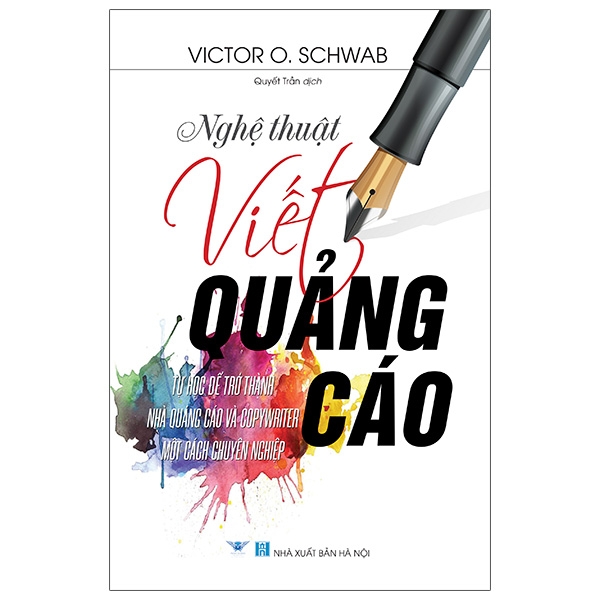 VICTOR O. SCHWAB
Quyết Trần dịch
Nghệ thuật
Viết
QUẢNG
CÁO
TỰ HỌC ĐỂ TRỞ THÀNH
NHÀ QUẢNG CÁO VÀ COPYWRITER
MỘT CÁCH CHUYÊN NGHIỆP
NHÀ XUẤT BẢN HÀ NỘI